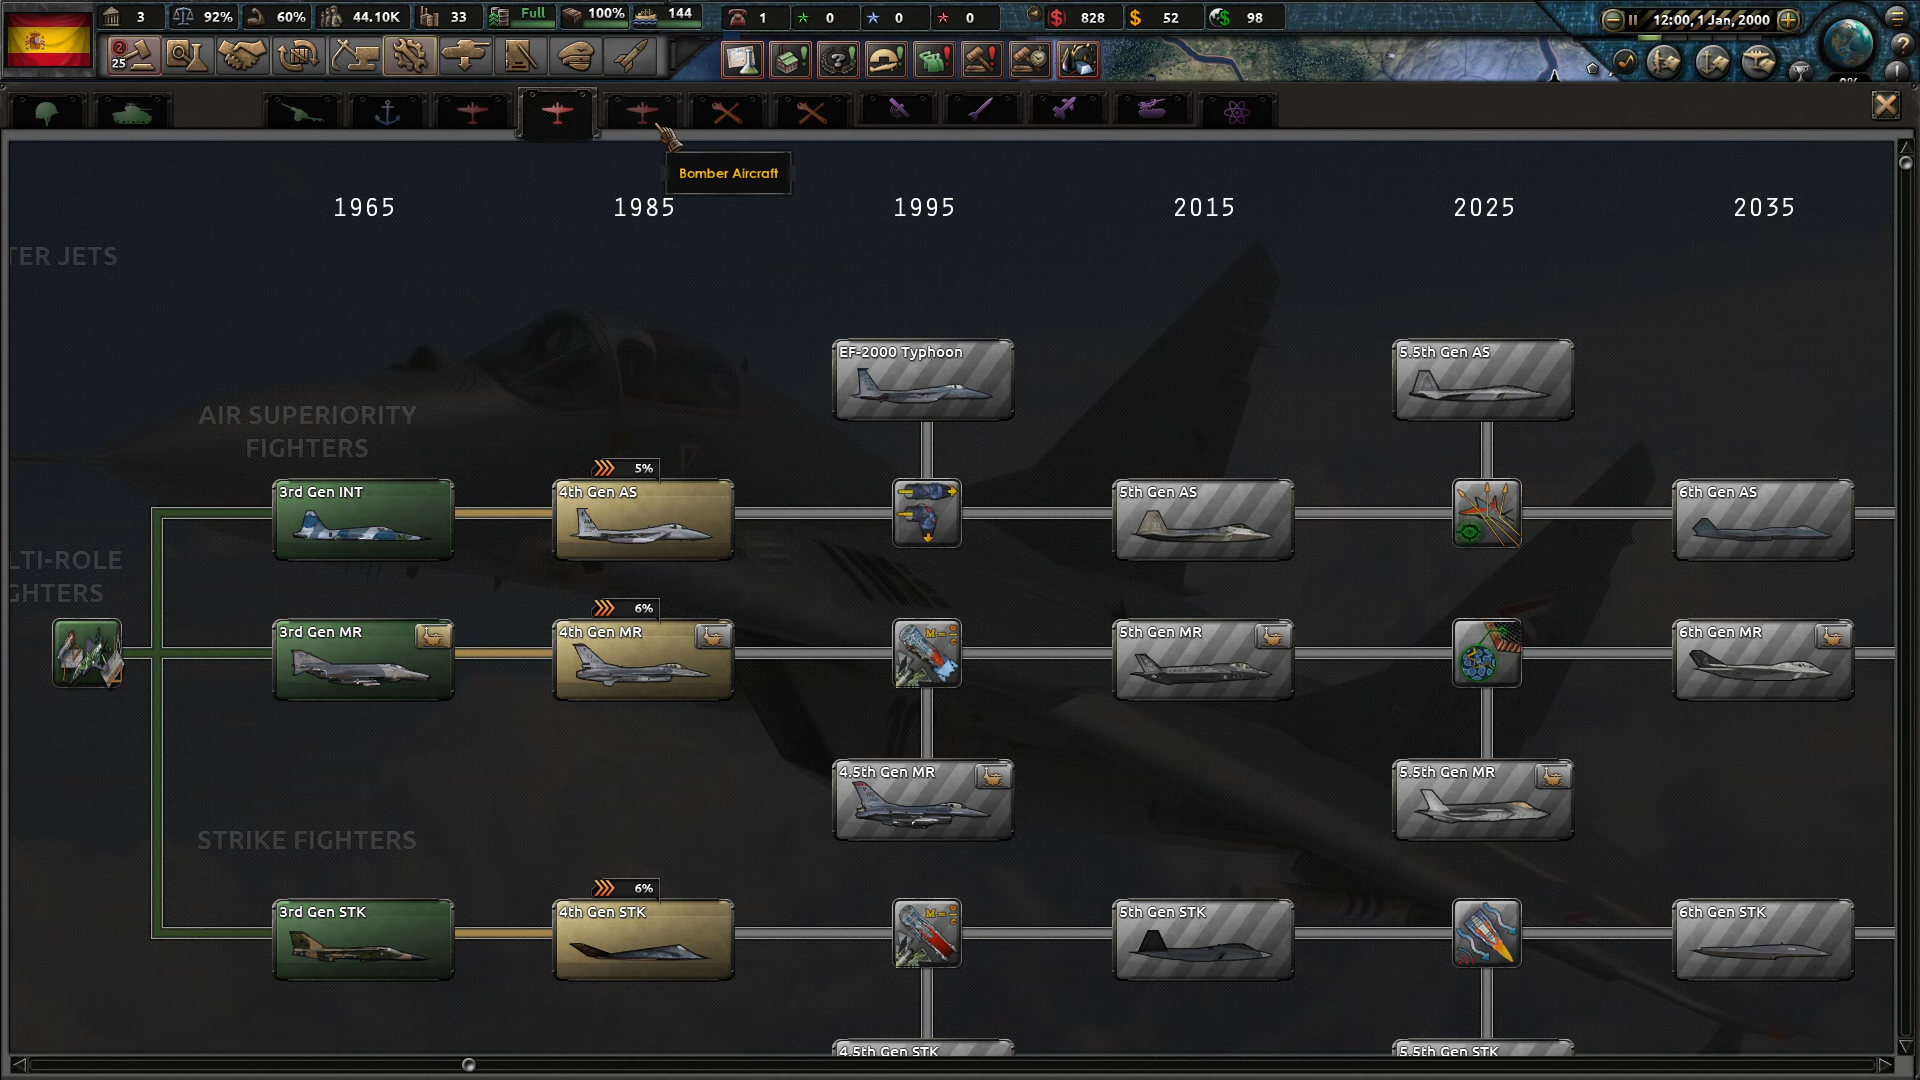 3
92%
60%
44.10K
33
Full
100%
144
1
0
0
0
828
52
98
12:00, 1 Jan, 2000
2
25
0%
Bomber Aircraft
1965
1985
1995
2015
2025
2035
TER JETS
EF-2000 Typhoon
5.5th Gen AS
AIR SUPERIORITY
FIGHTERS
5%
3rd Gen INT
4th Gen AS
5th Gen AS
6th Gen AS
LTI-ROLE
GHTERS
6%
3rd Gen MR
4th Gen MR
5th Gen MR
6th Gen MR
4.5th Gen MR
5.5th Gen MR
STRIKE FIGHTERS
6%
3rd Gen STK
4th Gen STK
5th Gen STK
6th Gen STK
4.5th Gen STK
5.5th Gen STK